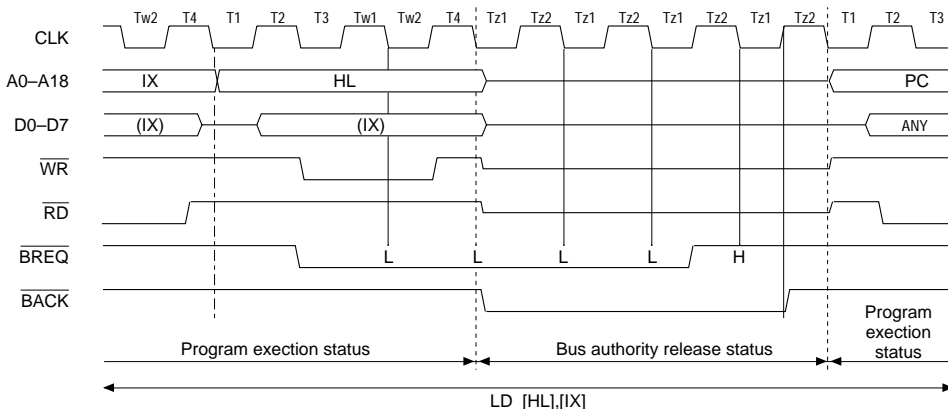 Tw2 T4 T1 T2 T3 Tw1 Tw2 T4 Tz1 Tz2 Tz1 Tz2 Tz1 Tz2 Tz1 Tz2 T1 T2 T3
CLK
A0–A18 IX HL PC
D0–D7 (IX) (IX) ANY
WR
RD
BREQ L L L L H
BACK
Program exection status Bus authority release status Program
exection
status
LD [HL],[IX]